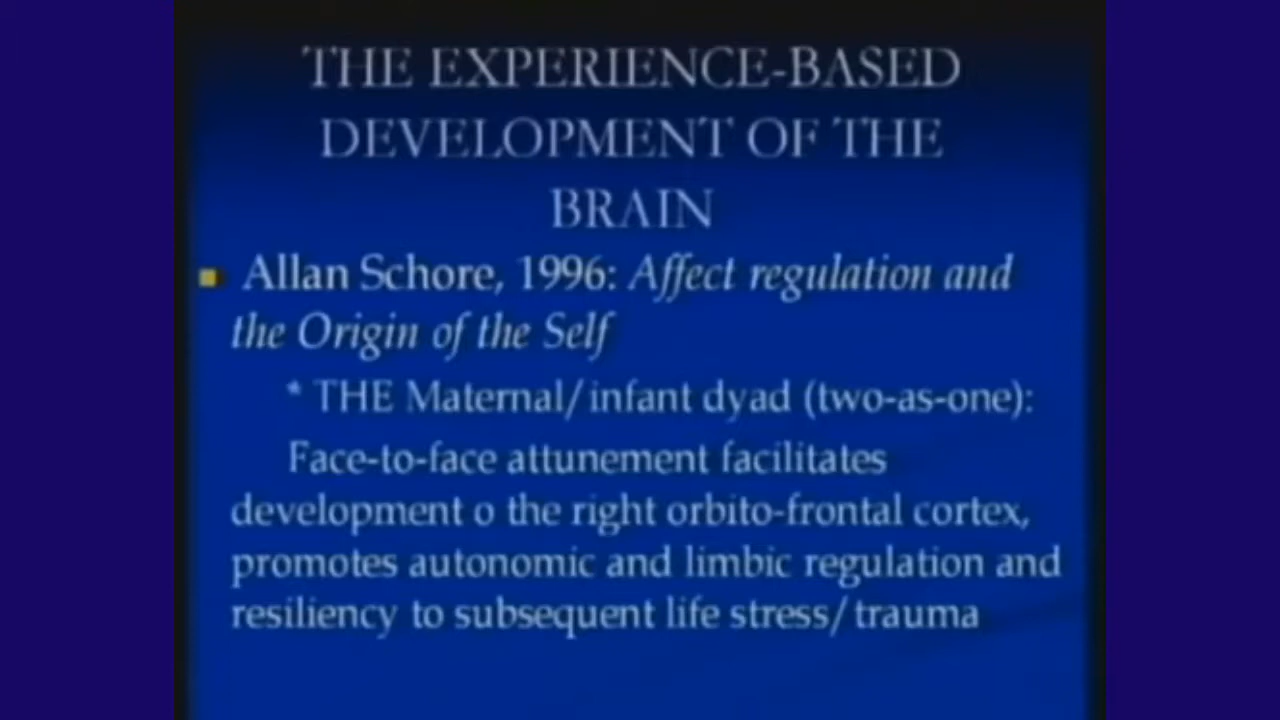 THE EXPERIENCE-BASED
DEVELOPMENT OF THE
BRAIN
Allan Schore, 1996: Affect regulation and
the Origin of the Self
* THE Maternal/infant dyad (two-as-one):
Face-to-face attunement facilitates
development o the right orbito-frontal cortex,
promotes autonomic and limbic regulation and
resiliency to subsequent life stress/trauma